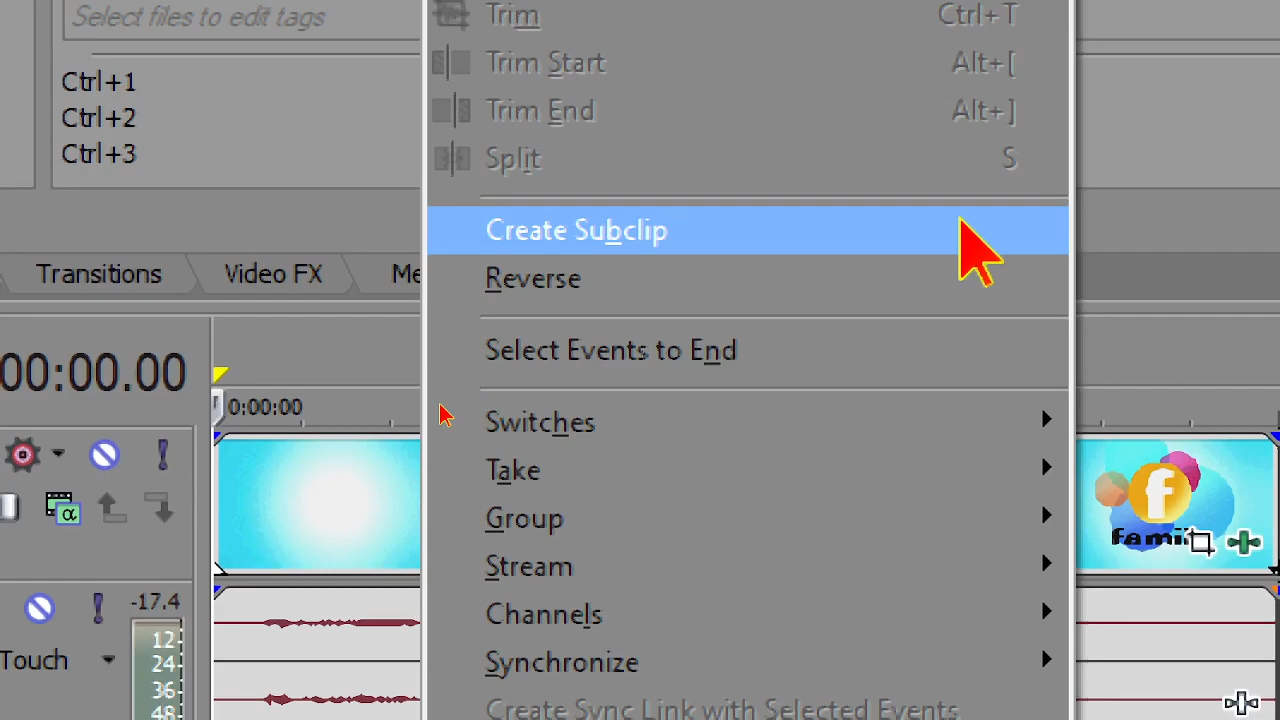 Select files to edit tags
Ctrl+1
Ctrl+2
Ctrl+3
Transitions
Video FX
Me
00:00.00
0:00:00
-17.4
12
24
36
48
Touch
Trim Ctrl+T
Trim Start Alt+[
Trim End Alt+]
Split S
Create Subclip
Reverse
Select Events to End
Switches
Take
Group
Stream
Channels
Synchronize
Create Sync Link with Selected Events
f